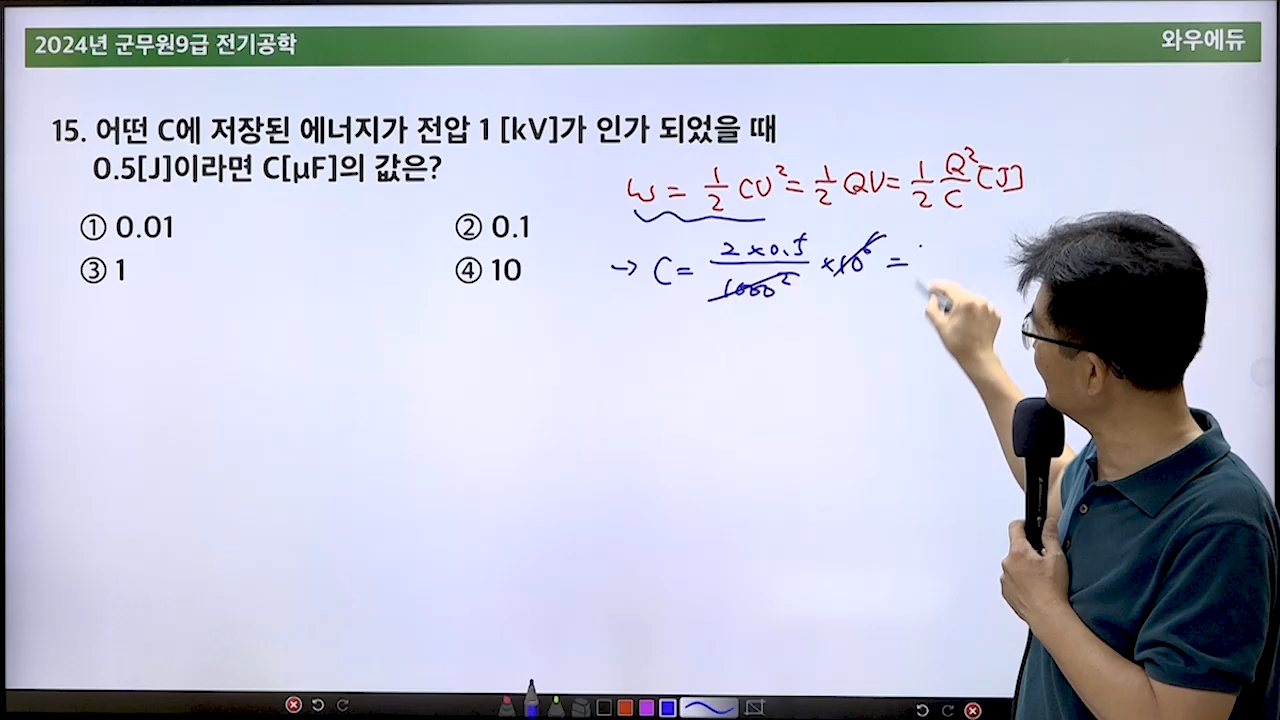 2024년 군무원9급 전기공학
와우에듀
15. 어떤 C에 저장된 에너지가 전압 1 [kV]가 인가 되었을 때
0.5[J]이라면 C[μF]의 값은?
W = 1/2 CV² = 1/2 QV = 1/2 Q²/C [J]
① 0.01
② 0.1
→ C = 2×0.5/1000² ×10⁶ =
③ 1
④ 10